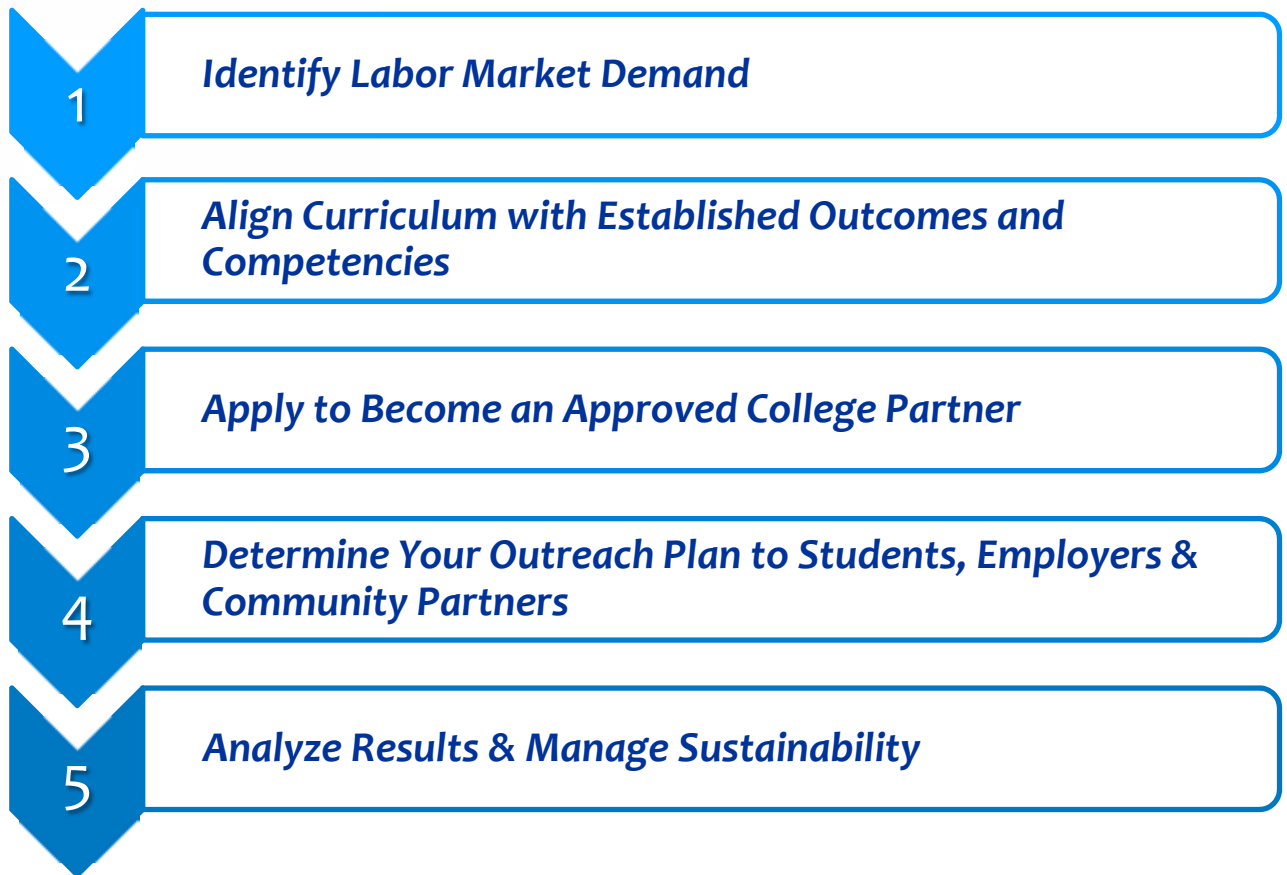 1
Identify Labor Market Demand
2
Align Curriculum with Established Outcomes and
Competencies
3
Apply to Become an Approved College Partner
4
Determine Your Outreach Plan to Students, Employers &
Community Partners
5
Analyze Results & Manage Sustainability